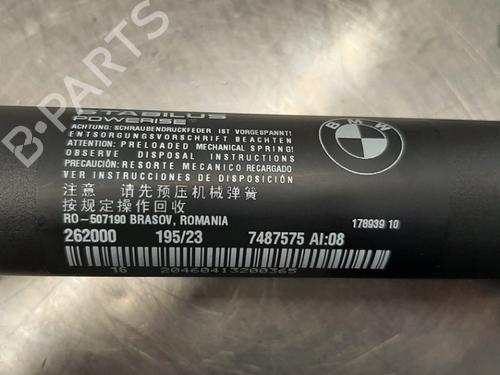 STABILUS
POWERISE
ACHTUNG: SCHRAUBENDRUCKFEDER IST VORGESPANNT!
ENTSORGUNGSVORSCHRIFT BEACHTEN
ATTENTION: PRELOADED MECHANICAL SPRING!
OBSERVE DISPOSAL INSTRUCTIONS
PRECAUCIÓN: RESORTE MECANICO RECARGADO
VER INSTRUCCIONES DE DISPOSAL
注意 请先预压机械弹簧
按规定操作回收
RO-507190 BRASOV, ROMANIA
262000 195/23 7487575 AI:08
16 20460413200365
BMW
178939 10
B-Parts